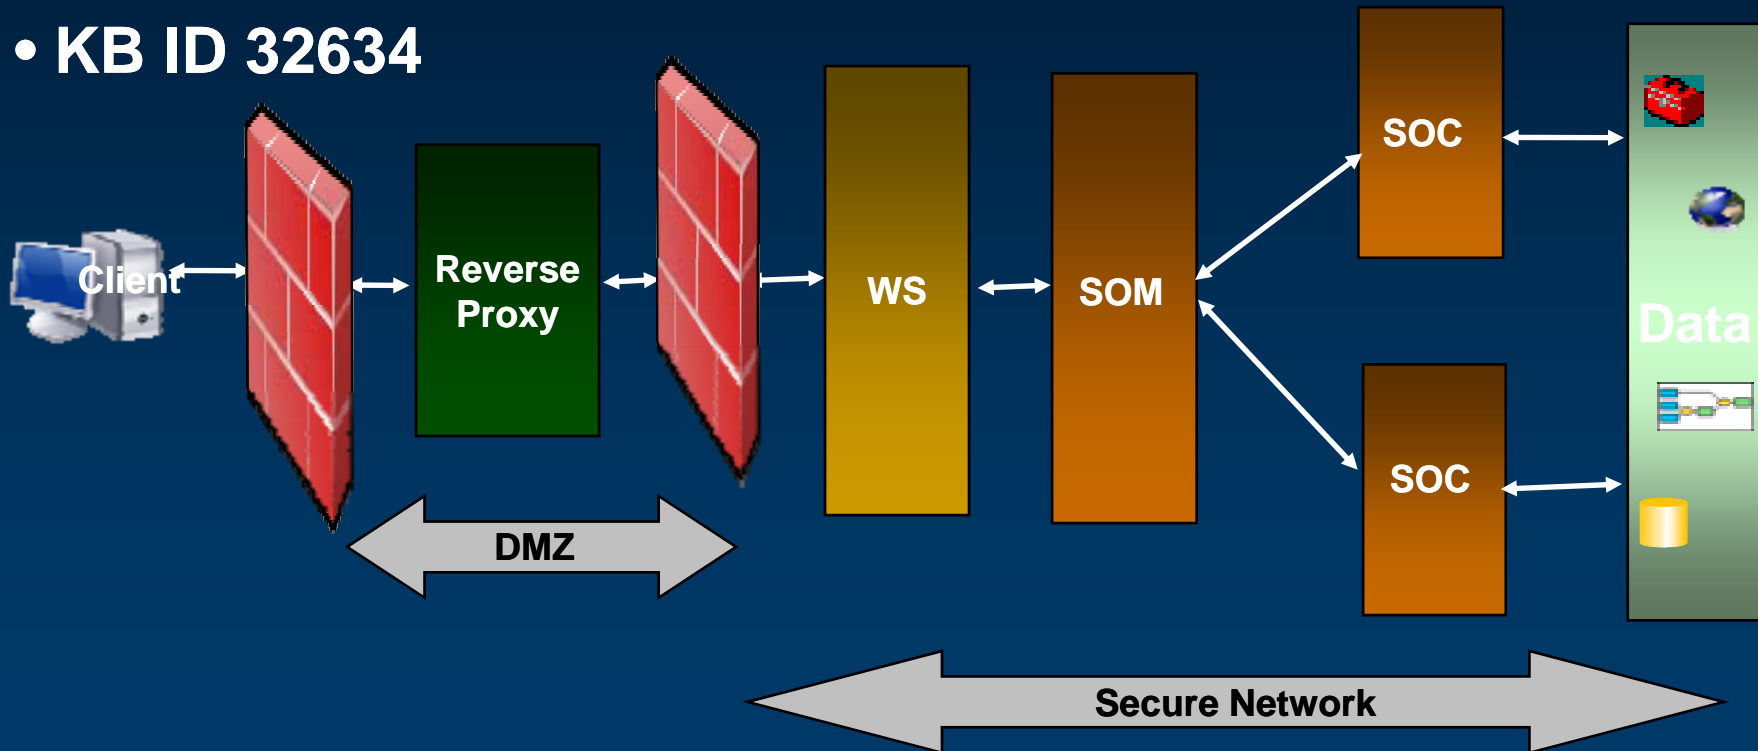 • KB ID 32634
Client
Reverse
Proxy
WS
SOM
SOC
SOC
Data
DMZ
Secure Network